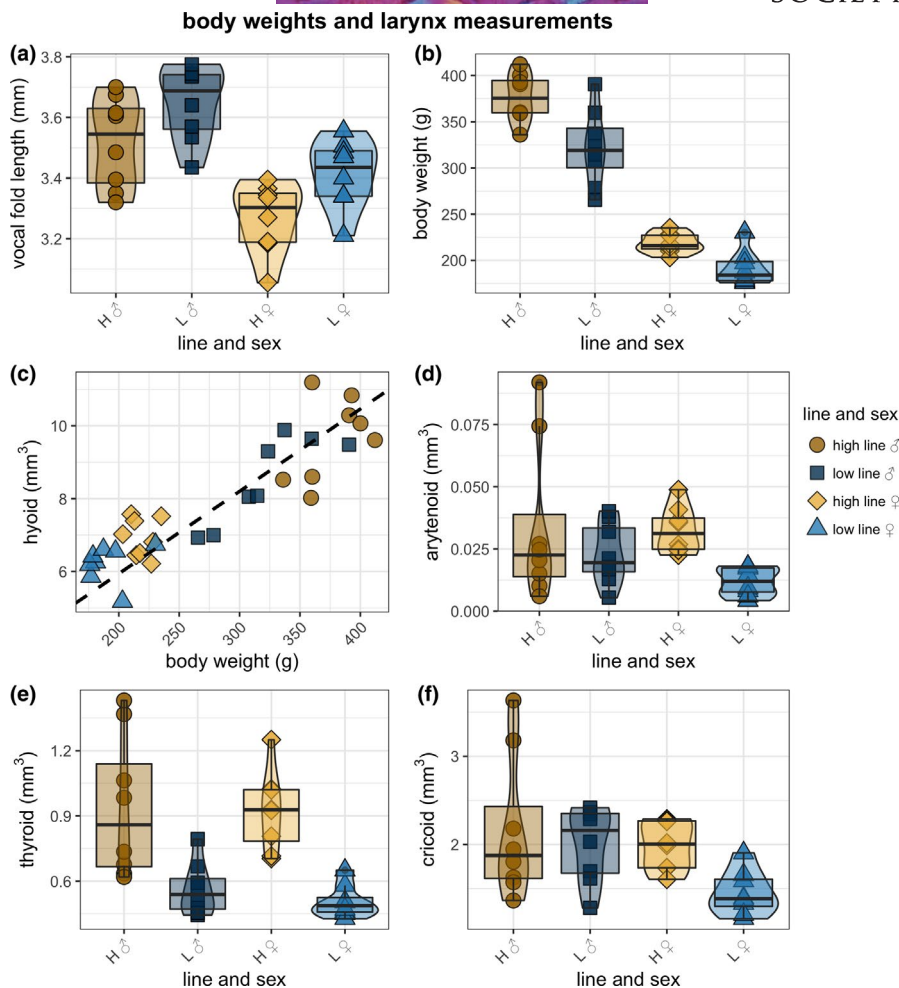 body weights and larynx measurements
(a)
vocal fold length (mm)
3.8
3.6
3.4
3.2
H♂
L♂
H♀
L♀
line and sex
(b)
body weight (g)
400
350
300
250
200
H♂
L♂
H♀
L♀
line and sex
(c)
hyoid (mm³)
10
8
6
200
250
300
350
400
body weight (g)
(d)
arytenoid (mm³)
0.075
0.050
0.025
0.000
H♂
L♂
H♀
L♀
line and sex
line and sex
high line ♂
low line ♂
high line ♀
low line ♀
(e)
thyroid (mm³)
1.2
0.9
0.6
H♂
L♂
H♀
L♀
line and sex
(f)
cricoid (mm³)
3
2
H♂
L♂
H♀
L♀
line and sex